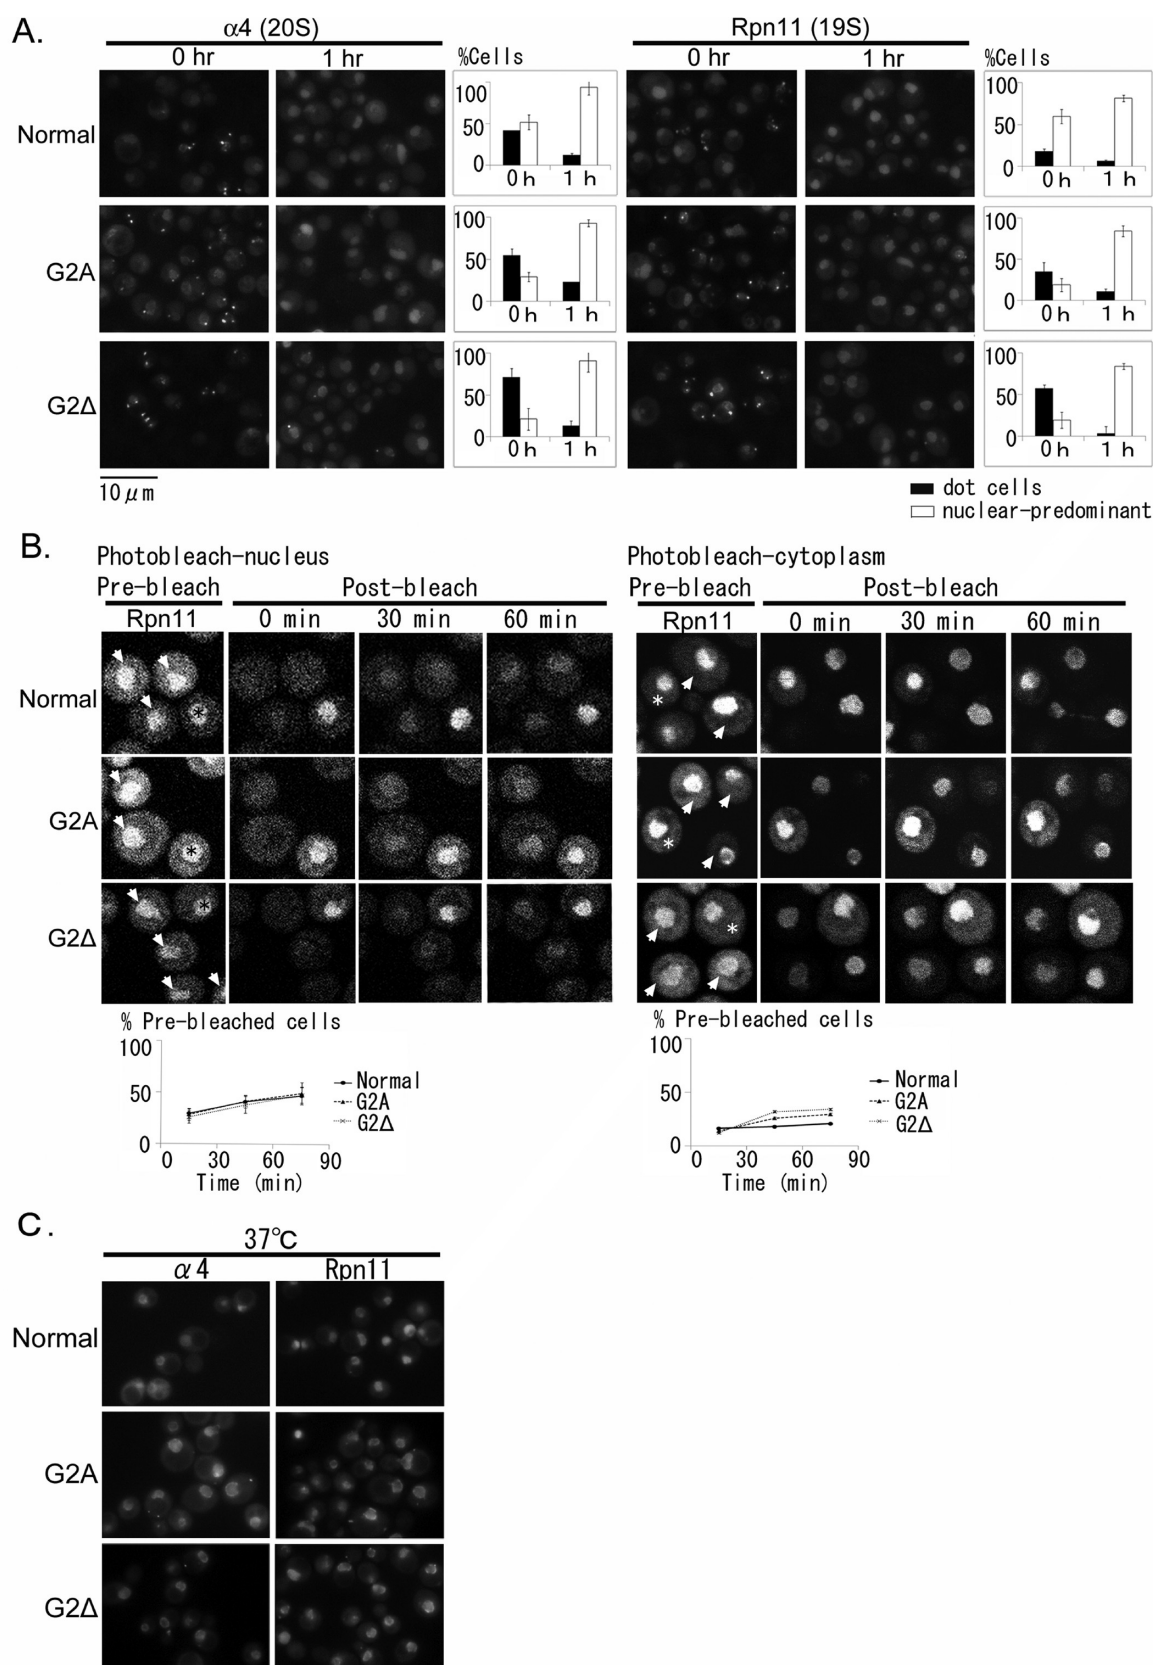 A.
α4 (20S) Rpn11 (19S)
0 hr 1 hr %Cells 0 hr 1 hr %Cells
Normal
100
50
0
0 h 1 h
100
50
0
0 h 1 h
G2A
100
50
0
0 h 1 h
100
50
0
0 h 1 h
G2Δ
100
50
0
0 h 1 h
100
50
0
0 h 1 h
10 μm
dot cells
nuclear-predominant
B.
Photobleach-nucleus Photobleach-cytoplasm
Pre-bleach Post-bleach Pre-bleach Post-bleach
Rpn11 0 min 30 min 60 min Rpn11 0 min 30 min 60 min
Normal
* *
G2A
* *
G2Δ
* *
% Pre-bleached cells
100
50
0
0 30 60 90
Time (min)
Normal
G2A
G2Δ
% Pre-bleached cells
100
50
0
0 30 60 90
Time (min)
Normal
G2A
G2Δ
C.
37℃
α4 Rpn11
Normal
G2A
G2Δ